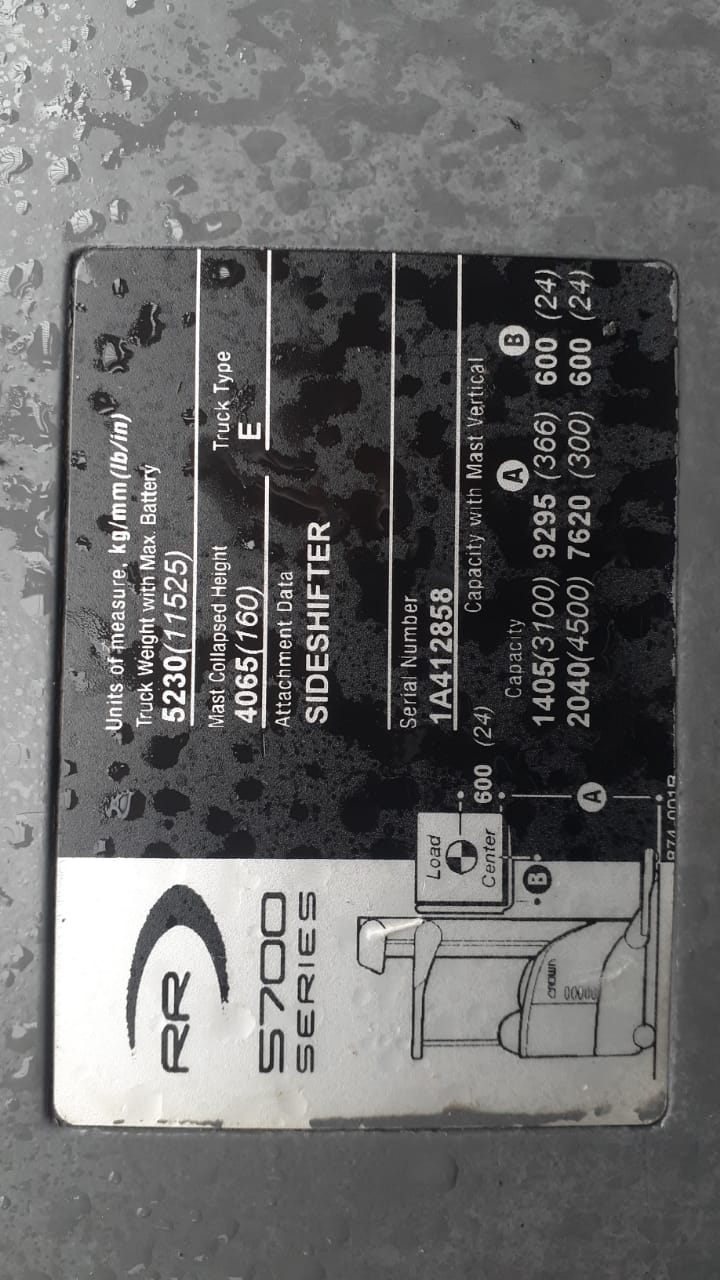 RR
5700
SERIES
Units of measure, kg/mm(lb/in)
Truck Weight with Max. Battery
5230(11525)
Mast Collapsed Height Truck Type
4065(160) E
Attachment Data
SIDESHIFTER
Serial Number
1A412858
Capacity with Mast Vertical
Capacity A B
1405(3100) 9295 (366) 600 (24)
2040(4500) 7620 (300) 600 (24)
Load
Center
600 (24)
B
A
crown